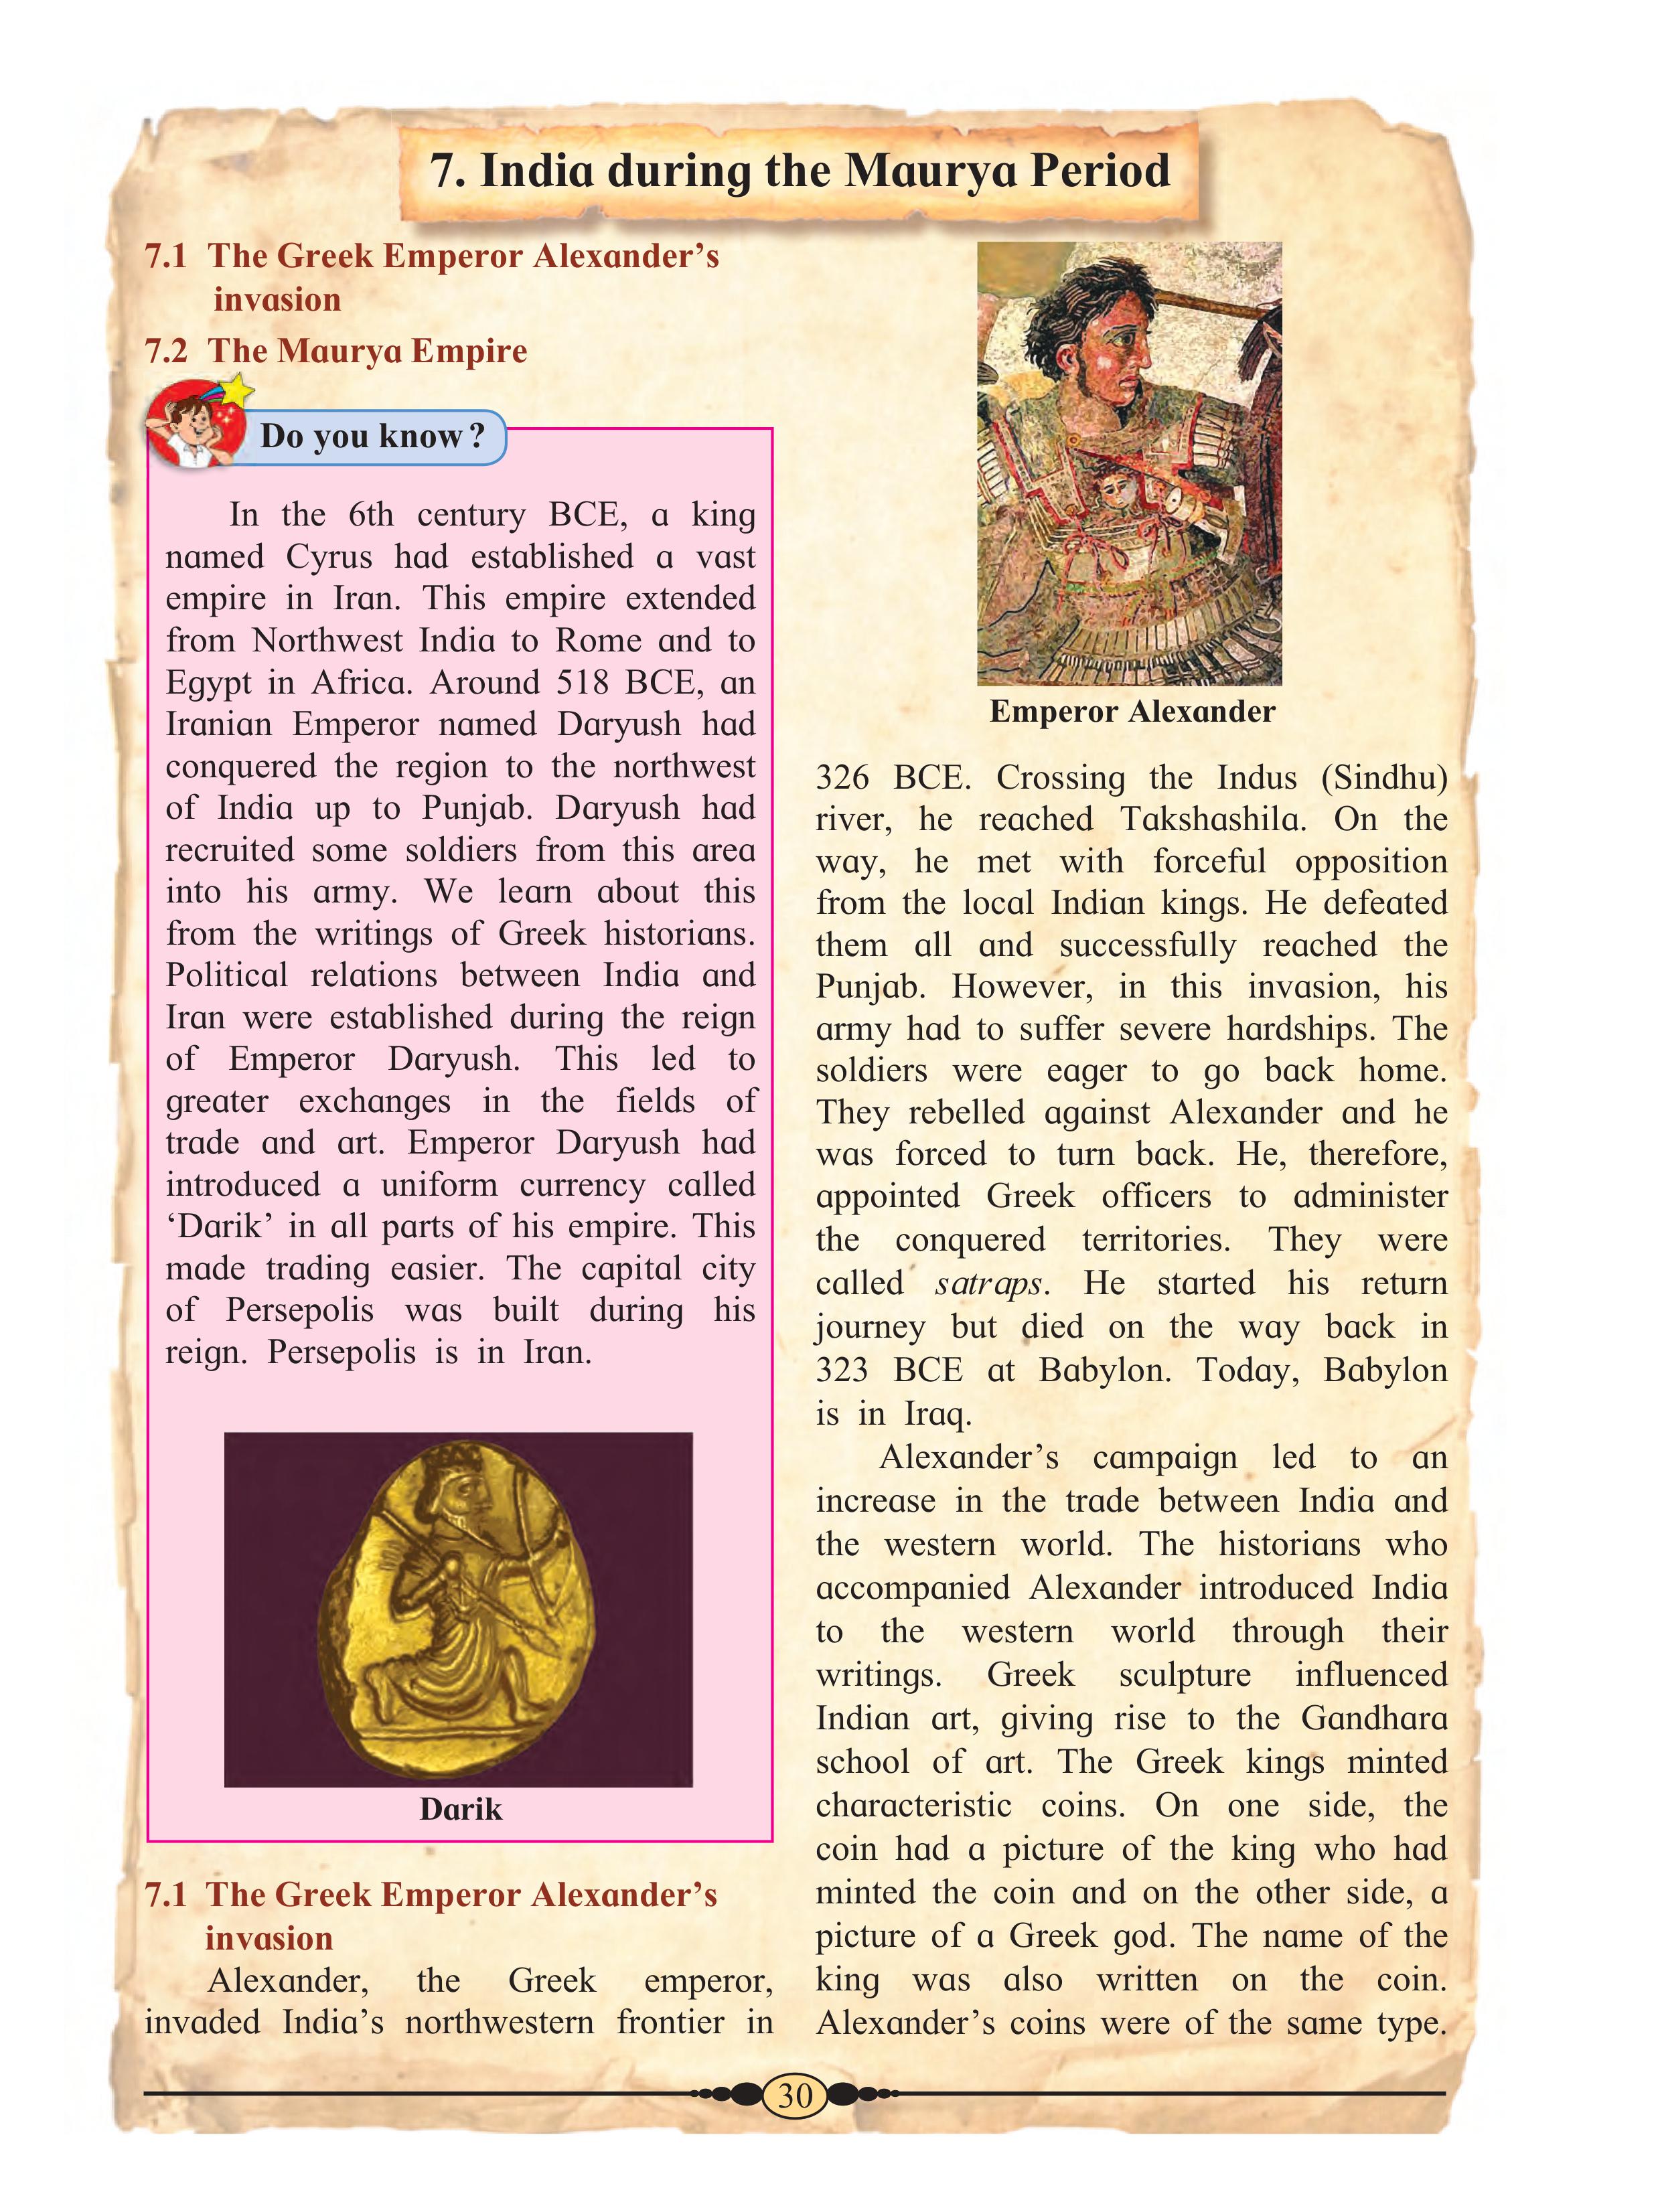 7. India during the Maurya Period
7.1 The Greek Emperor Alexander's
invasion
7.2 The Maurya Empire
Do you know ?
In the 6th century BCE, a king
named Cyrus had established a vast
empire in Iran. This empire extended
from Northwest India to Rome and to
Egypt in Africa. Around 518 BCE, an
Iranian Emperor named Daryush had
conquered the region to the northwest
of India up to Punjab. Daryush had
recruited some soldiers from this area
into his army. We learn about this
from the writings of Greek historians.
Political relations between India and
Iran were established during the reign
of Emperor Daryush. This led to
greater exchanges in the fields of
trade and art. Emperor Daryush had
introduced a uniform currency called
‘Darik’ in all parts of his empire. This
made trading easier. The capital city
of Persepolis was built during his
reign. Persepolis is in Iran.
Darik
7.1 The Greek Emperor Alexander’s
invasion
Alexander, the Greek emperor,
invaded India’s northwestern frontier in
Emperor Alexander
326 BCE. Crossing the Indus (Sindhu)
river, he reached Takshashila. On the
way, he met with forceful opposition
from the local Indian kings. He defeated
them all and successfully reached the
Punjab. However, in this invasion, his
army had to suffer severe hardships. The
soldiers were eager to go back home.
They rebelled against Alexander and he
was forced to turn back. He, therefore,
appointed Greek officers to administer
the conquered territories. They were
called satraps. He started his return
journey but died on the way back in
323 BCE at Babylon. Today, Babylon
is in Iraq.
Alexander’s campaign led to an
increase in the trade between India and
the western world. The historians who
accompanied Alexander introduced India
to the western world through their
writings. Greek sculpture influenced
Indian art, giving rise to the Gandhara
school of art. The Greek kings minted
characteristic coins. On one side, the
coin had a picture of the king who had
minted the coin and on the other side, a
picture of a Greek god. The name of the
king was also written on the coin.
Alexander’s coins were of the same type.
30